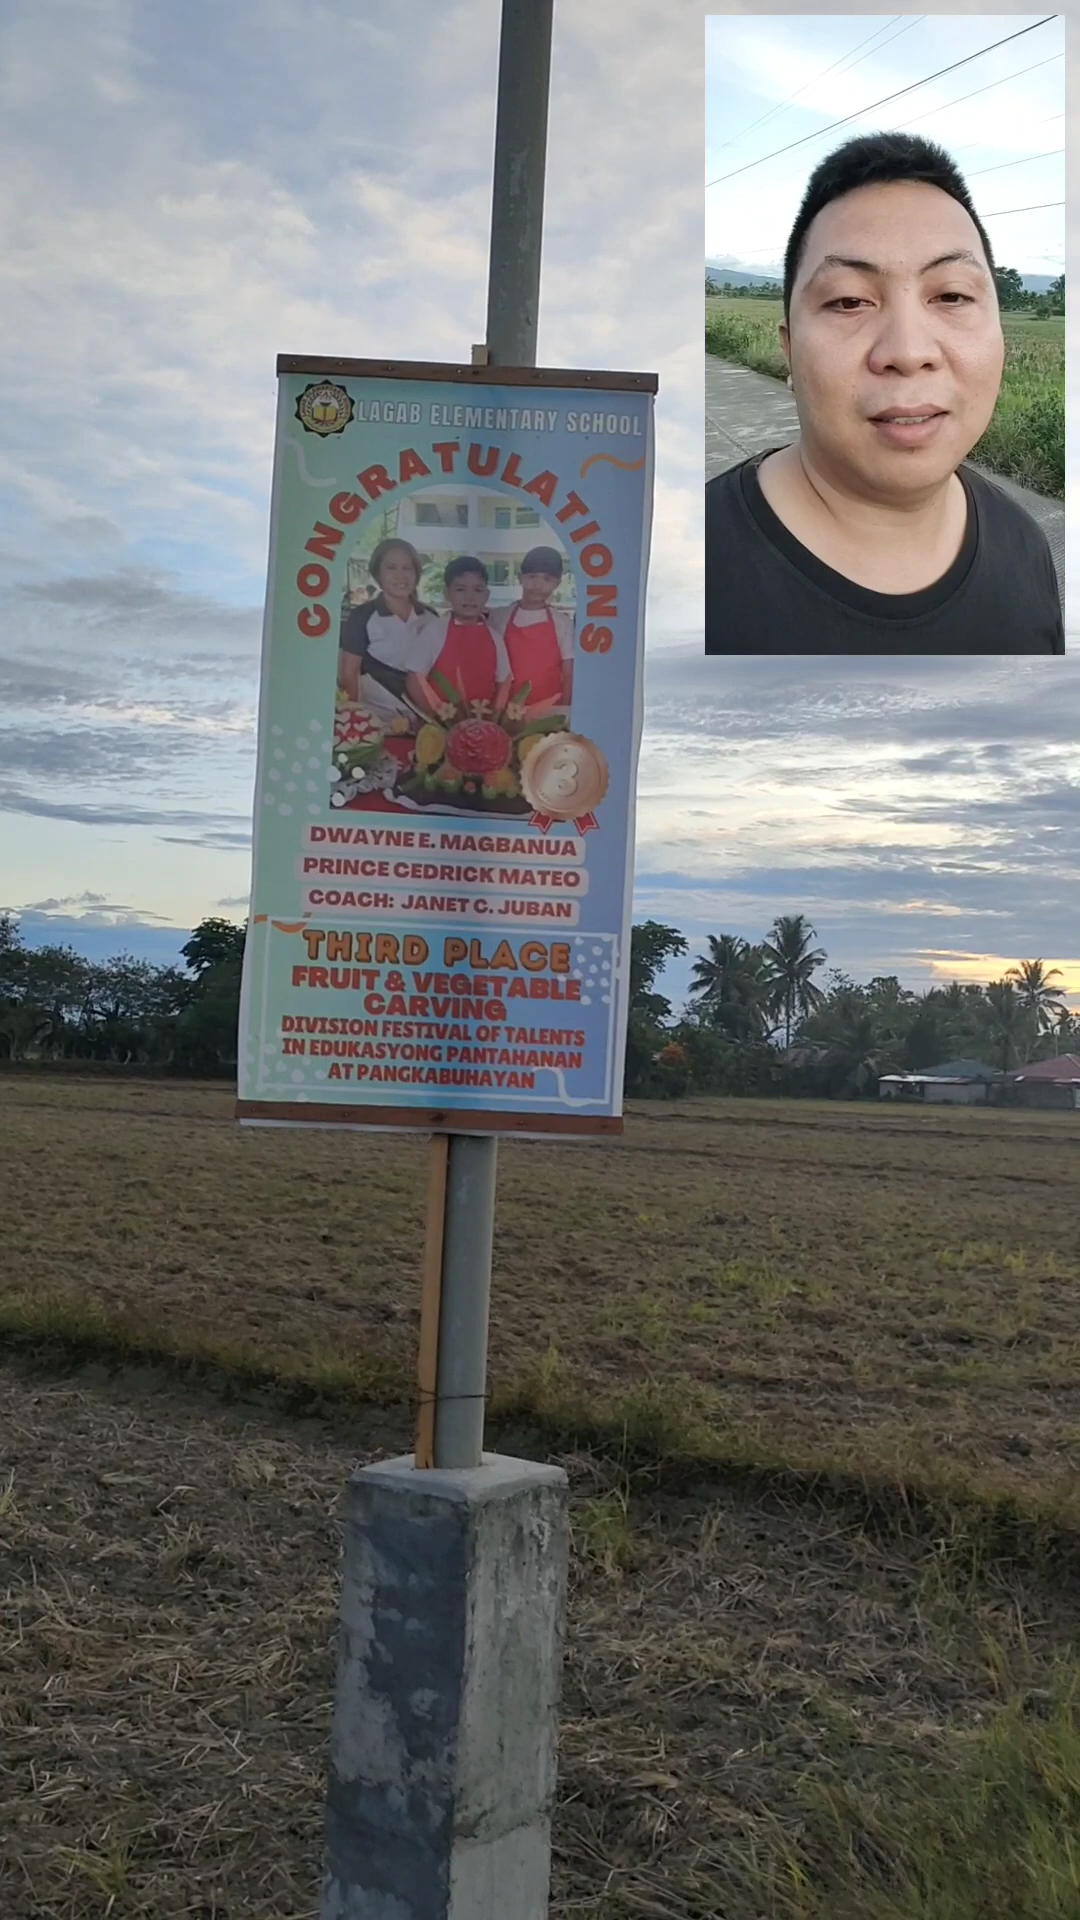 LAGAB ELEMENTARY SCHOOL
CONGRATULATIONS
3
DWAYNE E. MAGBANUA
PRINCE CEDRICK MATEO
COACH: JANET C. JUBAN
THIRD PLACE
FRUIT & VEGETABLE
CARVING
DIVISION FESTIVAL OF TALENTS
IN EDUKASYONG PANTAHANAN
AT PANGKABUHAYAN